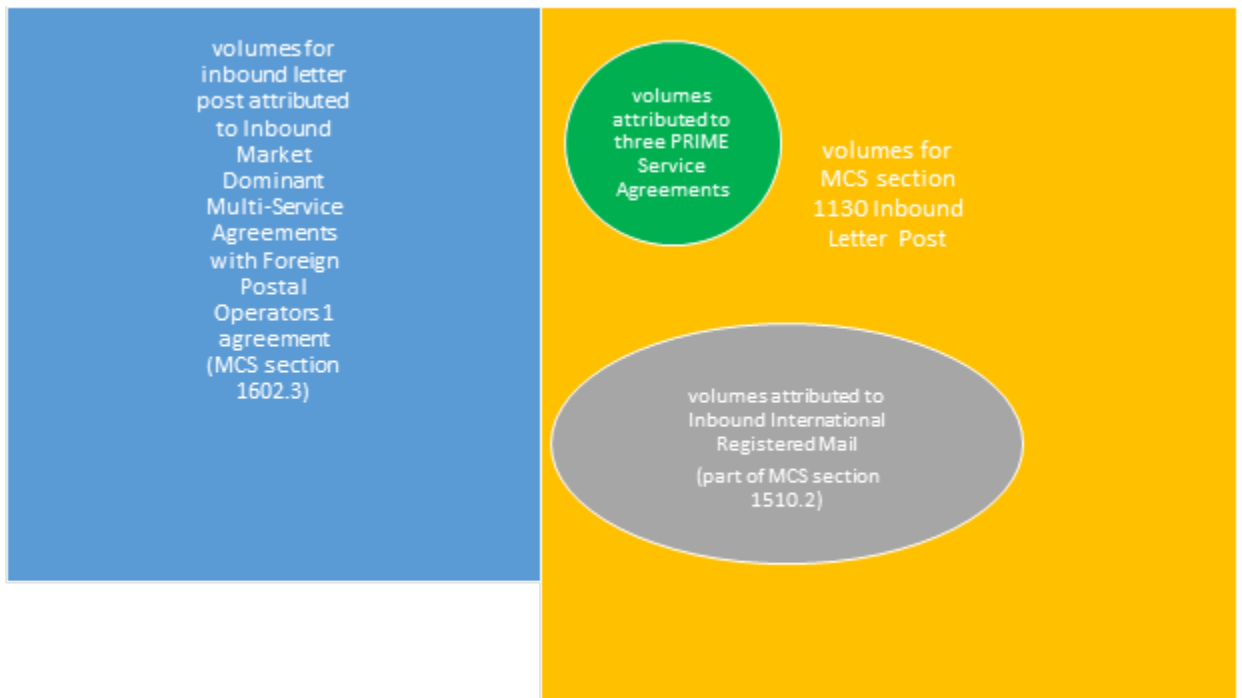 volumes for
inbound letter
post attributed
to Inbound
Market
Dominant
Multi-Service
Agreements
with Foreign
Postal
Operators 1
agreement
(MCS section
1602.3)
volumes
attributed to
three PRIME
Service
Agreements
volumes for
MCS section
1130 Inbound
Letter Post
volumes attributed to
Inbound International
Registered Mail
(part of MCS section
1510.2)